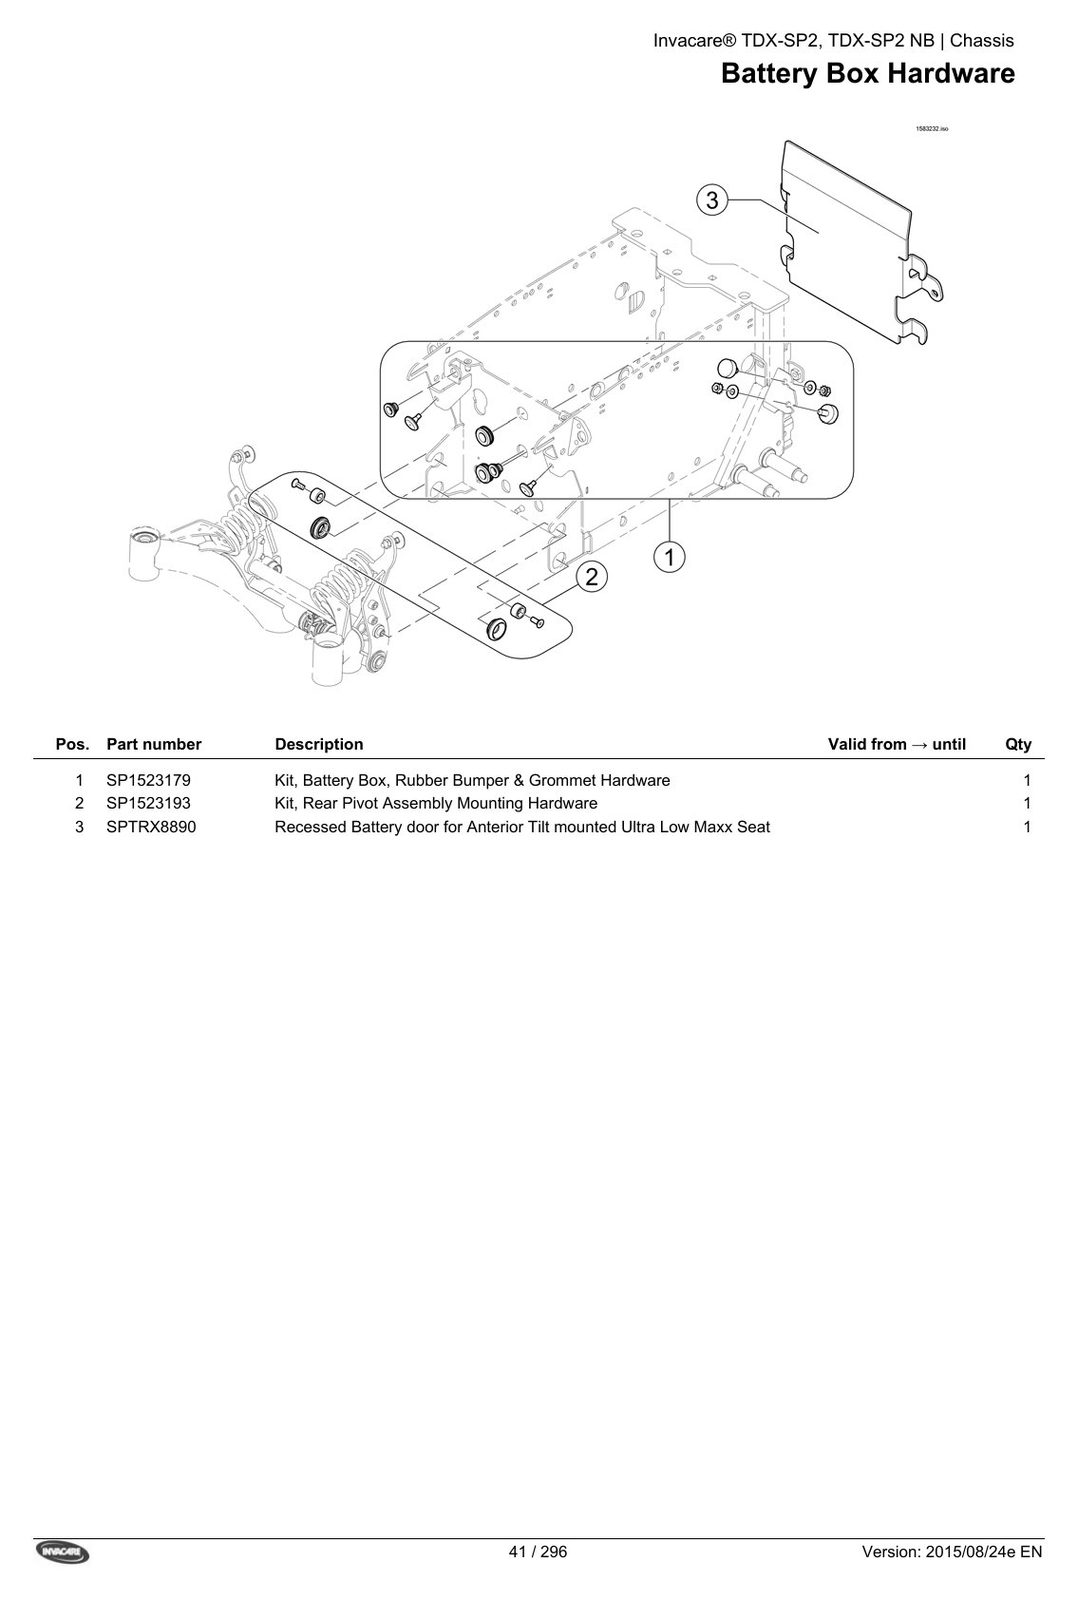 Invacare® TDX-SP2, TDX-SP2 NB | Chassis
Battery Box Hardware
1583232.iso
3
1
2
Pos. Part number Description Valid from → until Qty
1 SP1523179 Kit, Battery Box, Rubber Bumper & Grommet Hardware 1
2 SP1523193 Kit, Rear Pivot Assembly Mounting Hardware 1
3 SPTRX8890 Recessed Battery door for Anterior Tilt mounted Ultra Low Maxx Seat 1
INVACARE 41 / 296 Version: 2015/08/24e EN